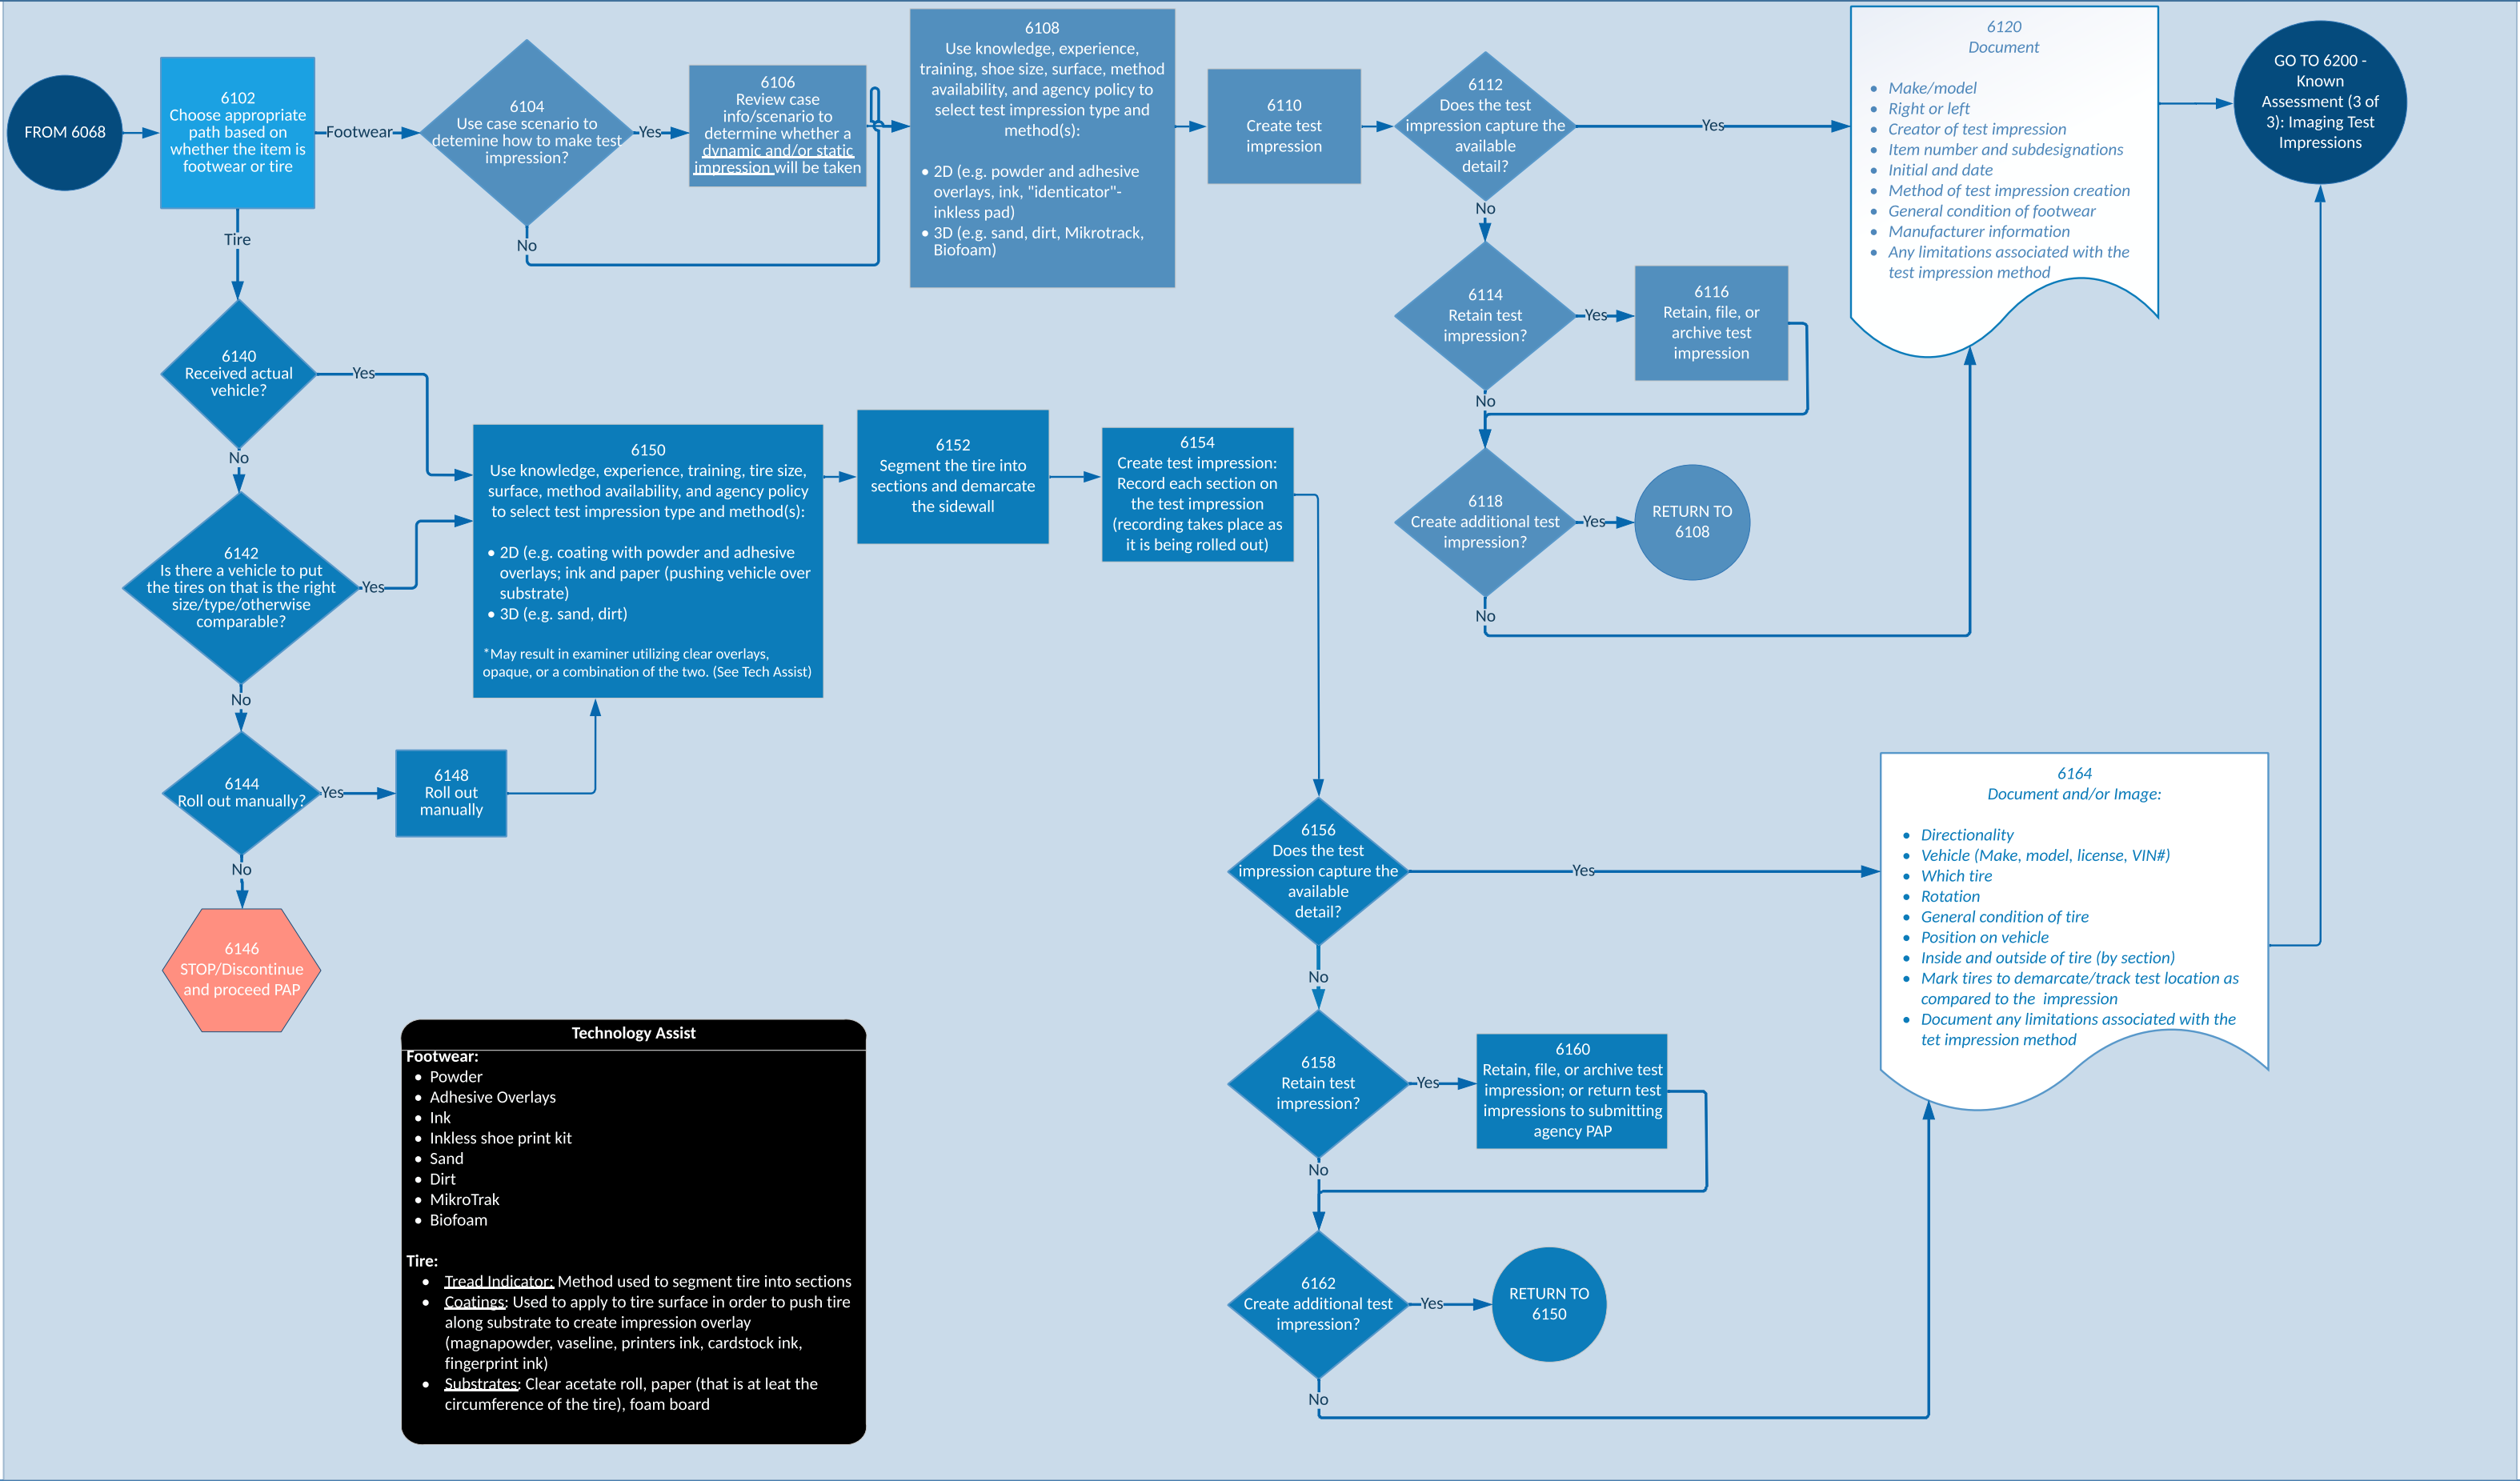 FROM 6068
6102
Choose appropriate
path based on
whether the item is
footwear or tire
Footwear
Tire
6104
Use case scenario to
detemine how to make test
impression?
Yes
No
6106
Review case
info/scenario to
determine whether a
dynamic and/or static
impression will be taken
6108
Use knowledge, experience,
training, shoe size, surface, method
availability, and agency policy to
select test impression type and
method(s):
• 2D (e.g. powder and adhesive
overlays, ink, "identicator"-
inkless pad)
• 3D (e.g. sand, dirt, Mikrotrack,
Biofoam)
6110
Create test
impression
6112
Does the test
impression capture the
available
detail?
Yes
No
6114
Retain test
impression?
Yes
No
6116
Retain, file, or
archive test
impression
6118
Create additional test
impression?
Yes
No
RETURN TO
6108
6120
Document
• Make/model
• Right or left
• Creator of test impression
• Item number and subdesignations
• Initial and date
• Method of test impression creation
• General condition of footwear
• Manufacturer information
• Any limitations associated with the
test impression method
GO TO 6200 -
Known
Assessment (3 of
3): Imaging Test
Impressions
6140
Received actual
vehicle?
Yes
No
6142
Is there a vehicle to put
the tires on that is the right
size/type/otherwise
comparable?
Yes
No
6144
Roll out manually?
Yes
No
6148
Roll out
manually
6146
STOP/Discontinue
and proceed PAP
6150
Use knowledge, experience, training, tire size,
surface, method availability, and agency policy
to select test impression type and method(s):
• 2D (e.g. coating with powder and adhesive
overlays; ink and paper (pushing vehicle over
substrate)
• 3D (e.g. sand, dirt)
*May result in examiner utilizing clear overlays,
opaque, or a combination of the two. (See Tech Assist)
6152
Segment the tire into
sections and demarcate
the sidewall
6154
Create test impression:
Record each section on
the test impression
(recording takes place as
it is being rolled out)
6156
Does the test
impression capture the
available
detail?
Yes
No
6158
Retain test
impression?
Yes
No
6160
Retain, file, or archive test
impression; or return test
impressions to submitting
agency PAP
6162
Create additional test
impression?
Yes
No
RETURN TO
6150
6164
Document and/or Image:
• Directionality
• Vehicle (Make, model, license, VIN#)
• Which tire
• Rotation
• General condition of tire
• Position on vehicle
• Inside and outside of tire (by section)
• Mark tires to demarcate/track test location as
compared to the impression
• Document any limitations associated with the
tet impression method
Technology Assist
Footwear:
• Powder
• Adhesive Overlays
• Ink
• Inkless shoe print kit
• Sand
• Dirt
• MikroTrak
• Biofoam
Tire:
• Tread Indicator: Method used to segment tire into sections
• Coatings: Used to apply to tire surface in order to push tire
along substrate to create impression overlay
(magnapowder, vaseline, printers ink, cardstock ink,
fingerprint ink)
• Substrates: Clear acetate roll, paper (that is at leat the
circumference of the tire), foam board